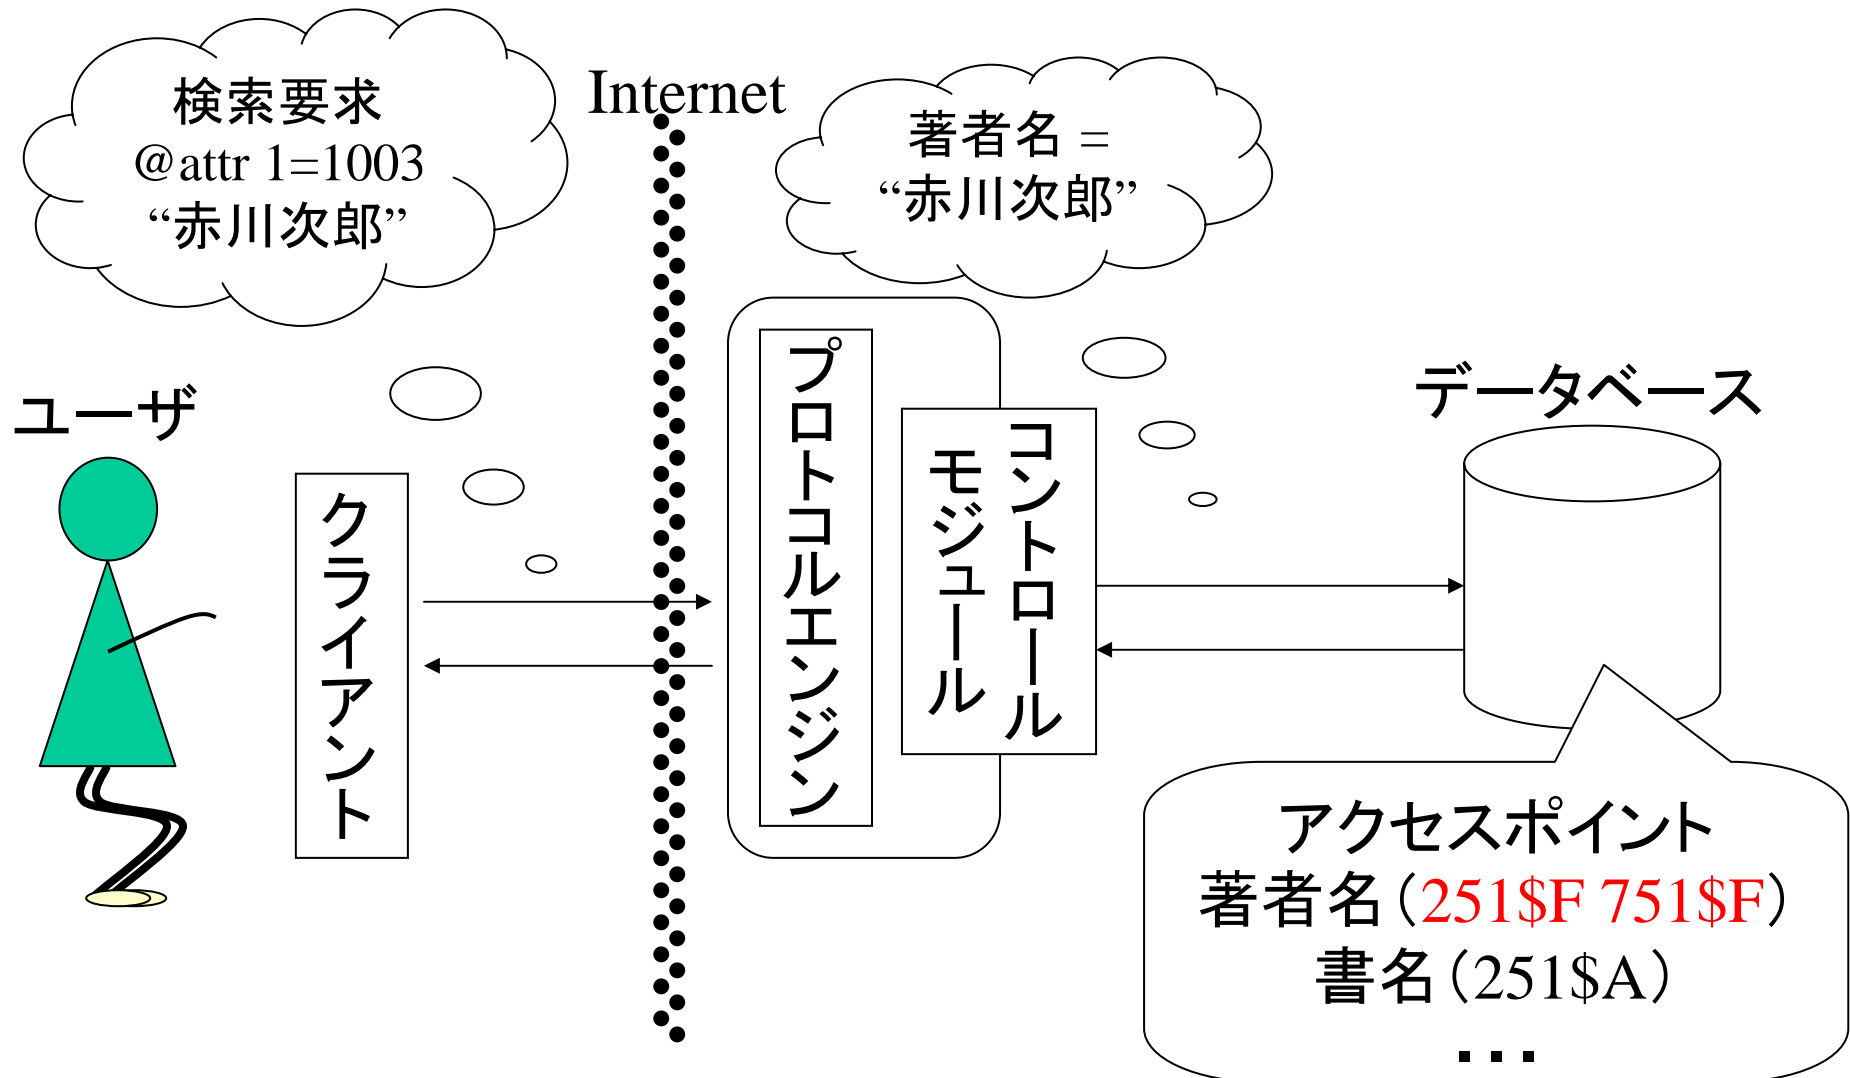 検索要求
@attr 1=1003
“赤川次郎”
Internet
著者名 =
“赤川次郎”
ユーザ
クライアント
プロトコルエンジン
コントロール
モジュール
データベース
アクセスポイント
著者名（251$F 751$F）
書名（251$A）
...